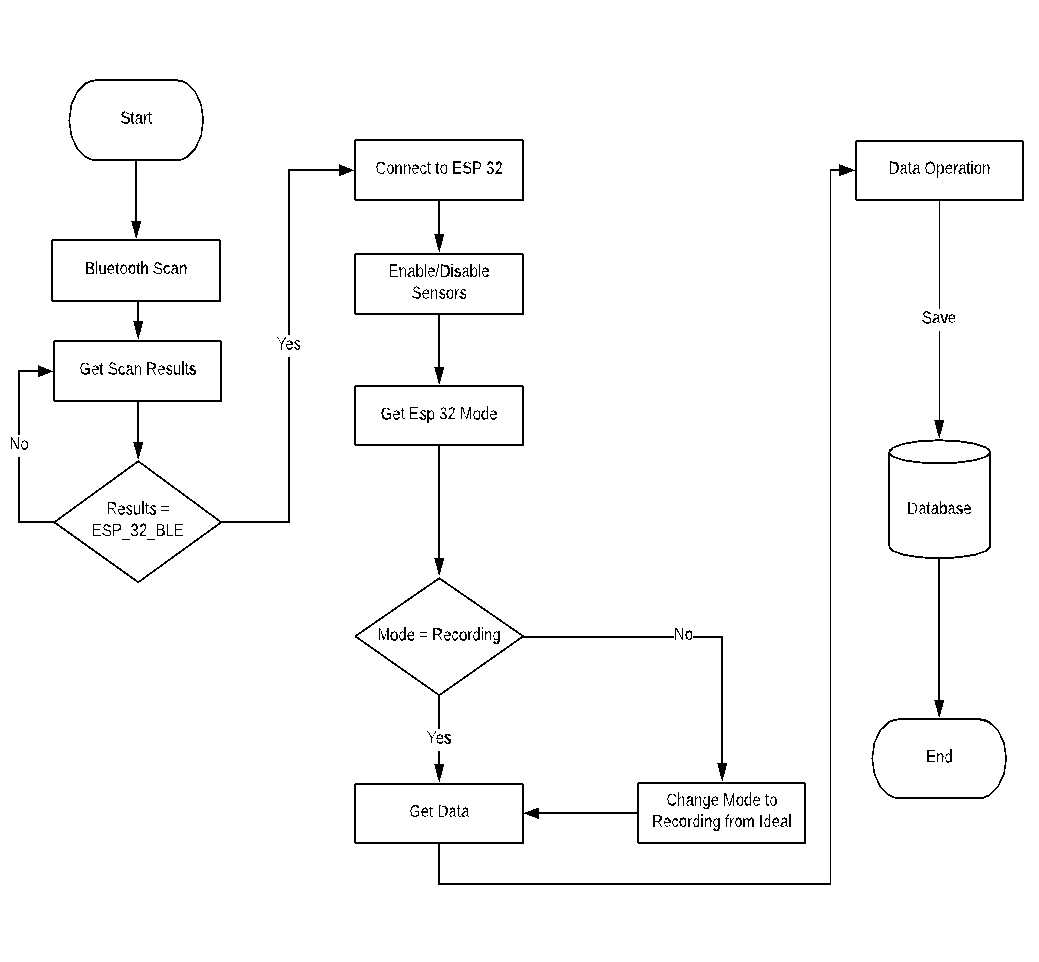 Start
Bluetooth Scan
Get Scan Results
No
Results =
ESP_32_BLE
Yes
Connect to ESP 32
Enable/Disable
Sensors
Get Esp 32 Mode
Mode = Recording
No
Yes
Get Data
Change Mode to
Recording from Ideal
Data Operation
Save
Database
End